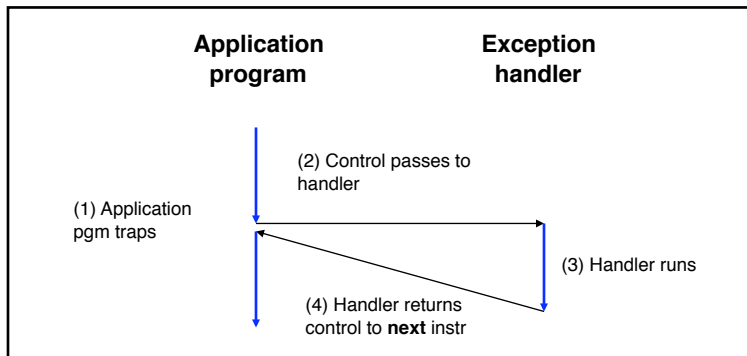 Application
program
Exception
handler
(2) Control passes to
handler
(1) Application
pgm traps
(3) Handler runs
(4) Handler returns
control to next instr